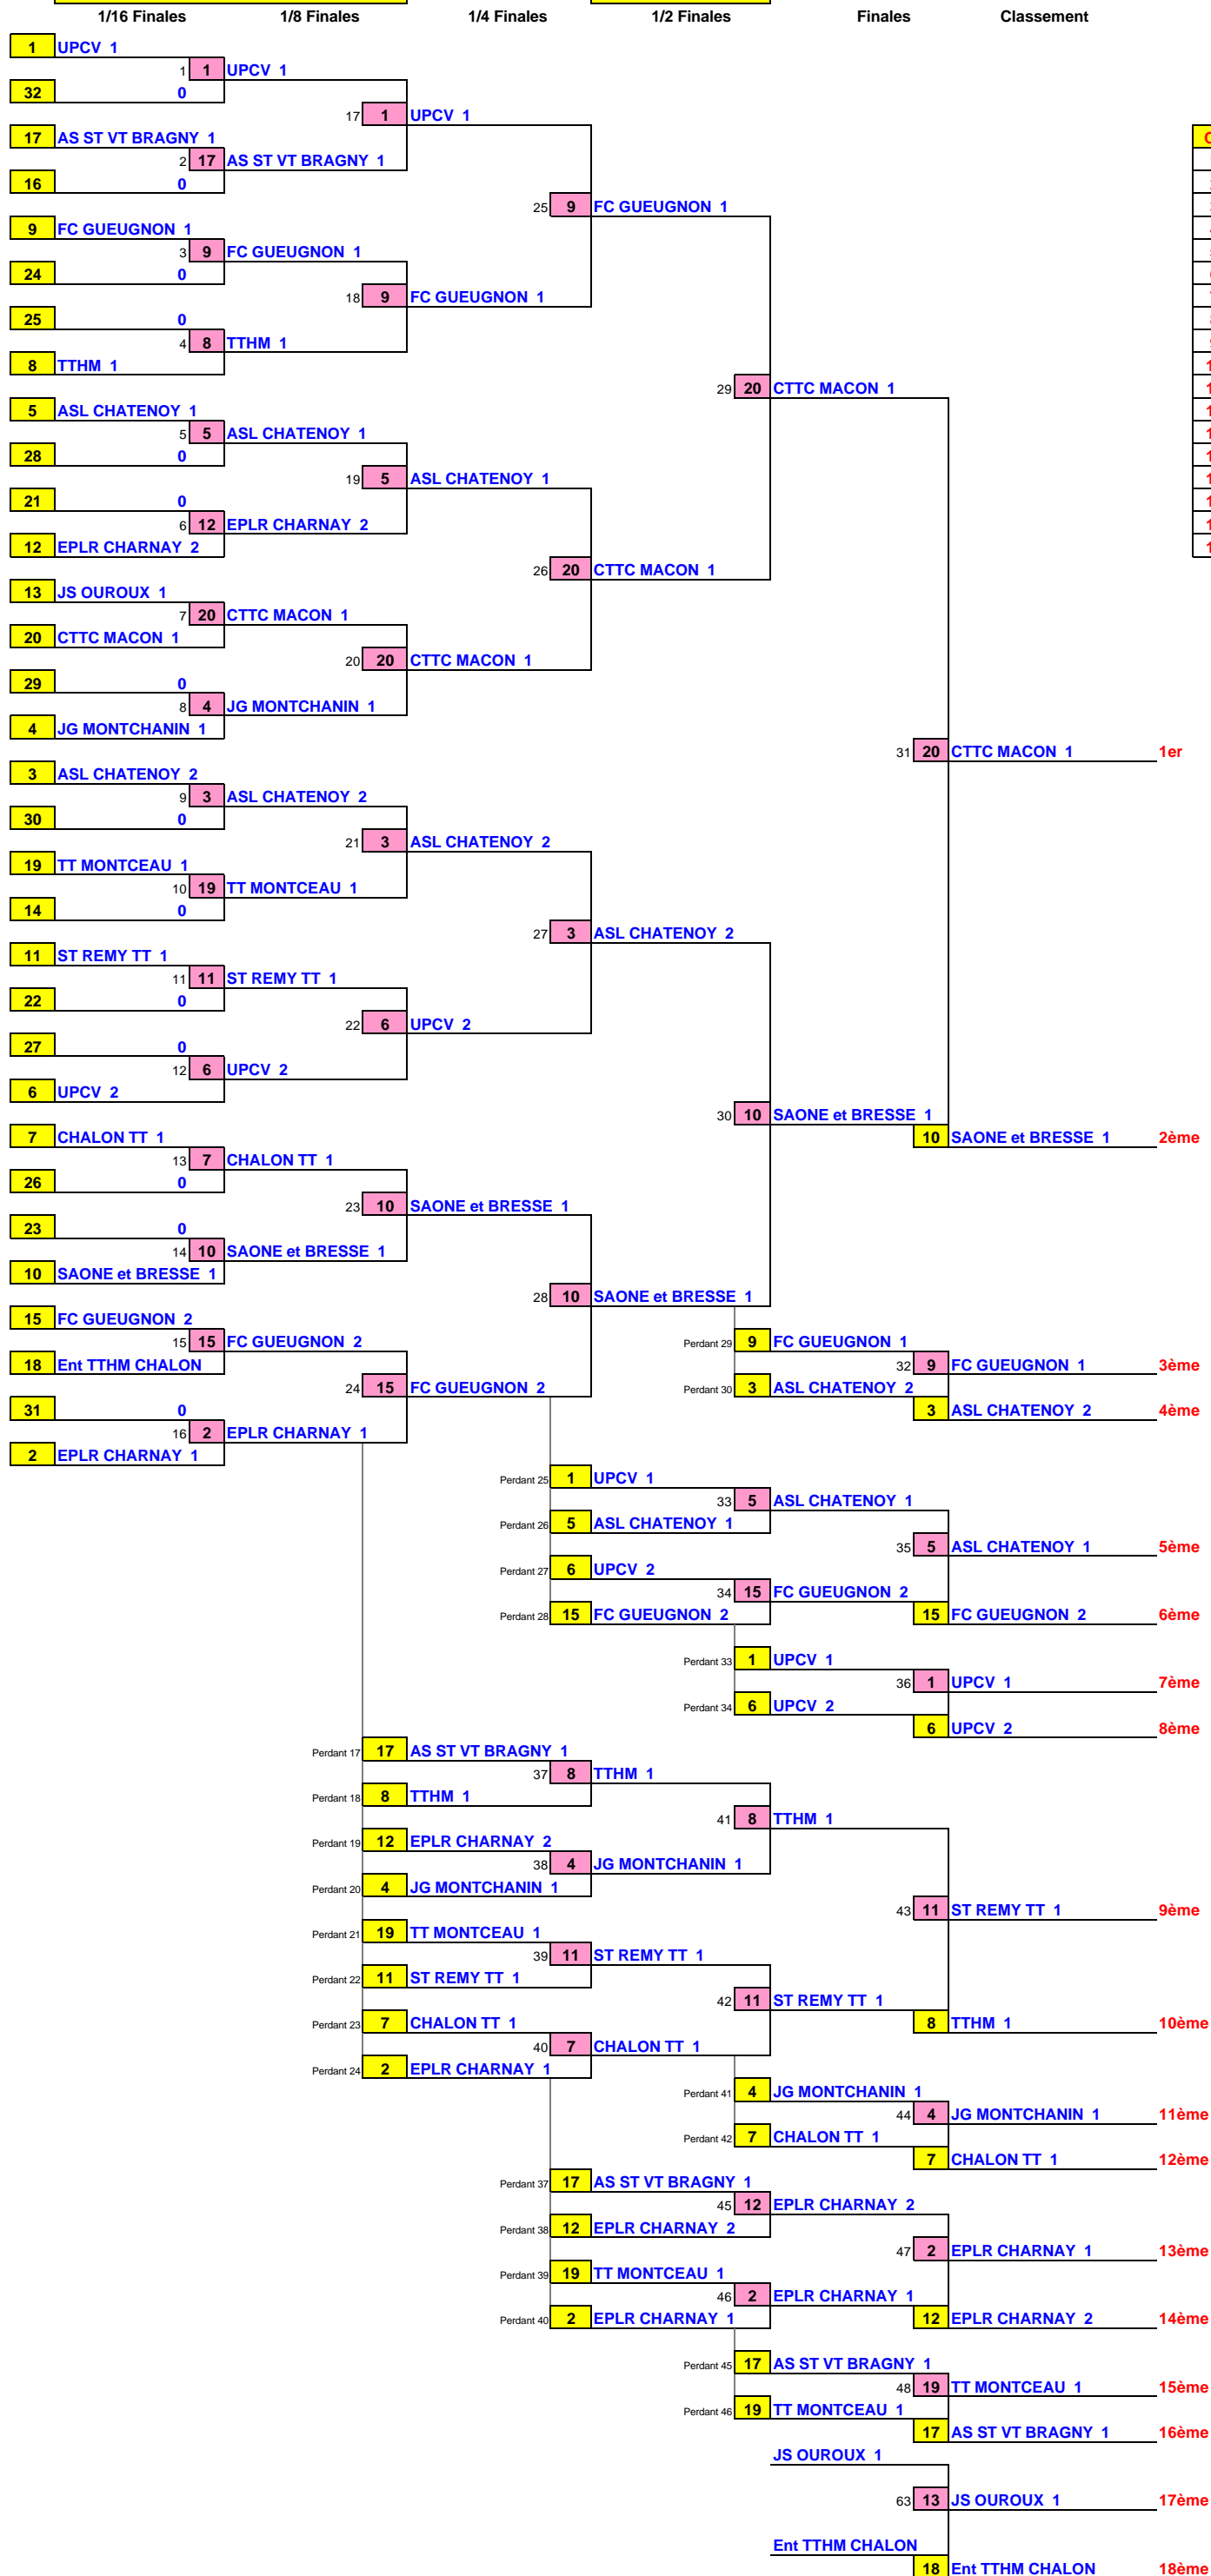 1/16 Finales 1/8 Finales 1/4 Finales 1/2 Finales Finales Classement
1 UPCV 1
1 1 UPCV 1
32 0
17 1 UPCV 1
17 AS ST VT BRAGNY 1
2 17 AS ST VT BRAGNY 1
16 0
25 9 FC GUEUGNON 1
9 FC GUEUGNON 1
3 9 FC GUEUGNON 1
24 0
18 9 FC GUEUGNON 1
25 0
4 8 TTHM 1
8 TTHM 1
29 20 CTTC MACON 1
5 ASL CHATENOY 1
5 5 ASL CHATENOY 1
28 0
19 5 ASL CHATENOY 1
21 0
6 12 EPLR CHARNAY 2
12 EPLR CHARNAY 2
26 20 CTTC MACON 1
13 JS OUROUX 1
7 20 CTTC MACON 1
20 CTTC MACON 1
20 20 CTTC MACON 1
29 0
8 4 JG MONTCHANIN 1
4 JG MONTCHANIN 1
31 20 CTTC MACON 1 1er
3 ASL CHATENOY 2
9 3 ASL CHATENOY 2
30 0
21 3 ASL CHATENOY 2
19 TT MONTCEAU 1
10 19 TT MONTCEAU 1
14 0
27 3 ASL CHATENOY 2
11 ST REMY TT 1
11 11 ST REMY TT 1
22 0
22 6 UPCV 2
27 0
12 6 UPCV 2
6 UPCV 2
30 10 SAONE et BRESSE 1
7 CHALON TT 1
10 SAONE et BRESSE 1 2ème
13 7 CHALON TT 1
26 0
23 10 SAONE et BRESSE 1
23 0
14 10 SAONE et BRESSE 1
10 SAONE et BRESSE 1
28 10 SAONE et BRESSE 1
15 FC GUEUGNON 2
15 15 FC GUEUGNON 2
Perdant 29 9 FC GUEUGNON 1
18 Ent TTHM CHALON
32 9 FC GUEUGNON 1 3ème
24 15 FC GUEUGNON 2
Perdant 30 3 ASL CHATENOY 2
31 0
3 ASL CHATENOY 2 4ème
16 2 EPLR CHARNAY 1
2 EPLR CHARNAY 1
Perdant 25 1 UPCV 1
33 5 ASL CHATENOY 1
Perdant 26 5 ASL CHATENOY 1
35 5 ASL CHATENOY 1 5ème
Perdant 27 6 UPCV 2
34 15 FC GUEUGNON 2
Perdant 28 15 FC GUEUGNON 2
15 FC GUEUGNON 2 6ème
Perdant 33 1 UPCV 1
36 1 UPCV 1 7ème
Perdant 34 6 UPCV 2
6 UPCV 2 8ème
Perdant 17 17 AS ST VT BRAGNY 1
37 8 TTHM 1
Perdant 18 8 TTHM 1
41 8 TTHM 1
Perdant 19 12 EPLR CHARNAY 2
38 4 JG MONTCHANIN 1
Perdant 20 4 JG MONTCHANIN 1
43 11 ST REMY TT 1 9ème
Perdant 21 19 TT MONTCEAU 1
39 11 ST REMY TT 1
Perdant 22 11 ST REMY TT 1
42 11 ST REMY TT 1
Perdant 23 7 CHALON TT 1
8 TTHM 1 10ème
40 7 CHALON TT 1
Perdant 24 2 EPLR CHARNAY 1
Perdant 41 4 JG MONTCHANIN 1
44 4 JG MONTCHANIN 1 11ème
Perdant 42 7 CHALON TT 1
7 CHALON TT 1 12ème
Perdant 37 17 AS ST VT BRAGNY 1
45 12 EPLR CHARNAY 2
Perdant 38 12 EPLR CHARNAY 2
47 2 EPLR CHARNAY 1 13ème
Perdant 39 19 TT MONTCEAU 1
46 2 EPLR CHARNAY 1
Perdant 40 2 EPLR CHARNAY 1
12 EPLR CHARNAY 2 14ème
Perdant 45 17 AS ST VT BRAGNY 1
48 19 TT MONTCEAU 1 15ème
Perdant 46 19 TT MONTCEAU 1
17 AS ST VT BRAGNY 1 16ème
JS OUROUX 1
63 13 JS OUROUX 1 17ème
Ent TTHM CHALON
18 Ent TTHM CHALON 18ème